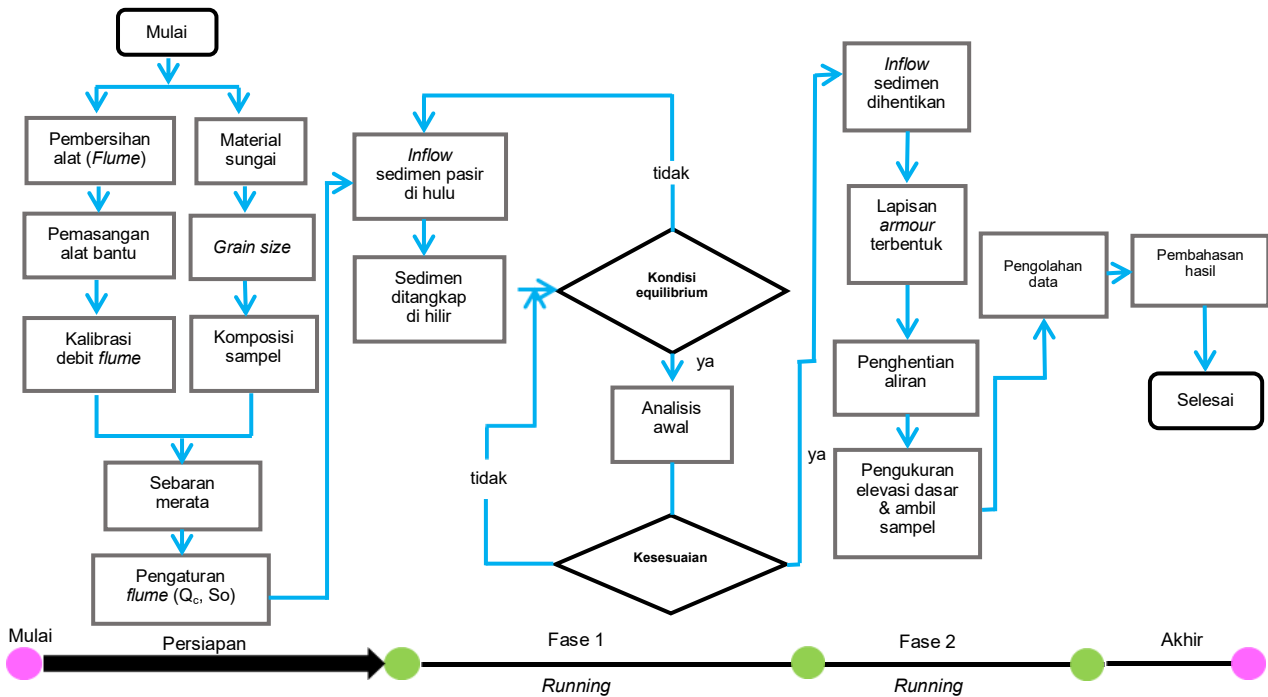 Mulai
Pembersihan
alat (Flume)
Material
sungai
Pemasangan
alat bantu
Grain size
Kalibrasi
debit flume
Komposisi
sampel
Sebaran
merata
Pengaturan
flume (Qc, So)
Inflow
sedimen pasir
di hulu
Sedimen
ditangkap
di hilir
tidak
Kondisi
equilibrium
ya
Analisis
awal
tidak
Kesesuaian
ya
Inflow
sedimen
dihentikan
Lapisan
armour
terbentuk
Penghentian
aliran
Pengukuran
elevasi dasar
& ambil
sampel
Pengolahan
data
Pembahasan
hasil
Selesai
Mulai
Persiapan
Fase 1
Running
Fase 2
Running
Akhir